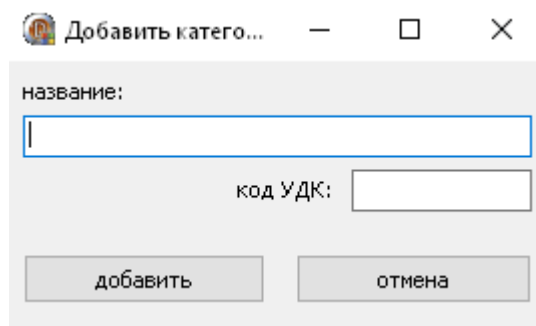 Добавить катего...
название:
код УДК:
добавить отмена